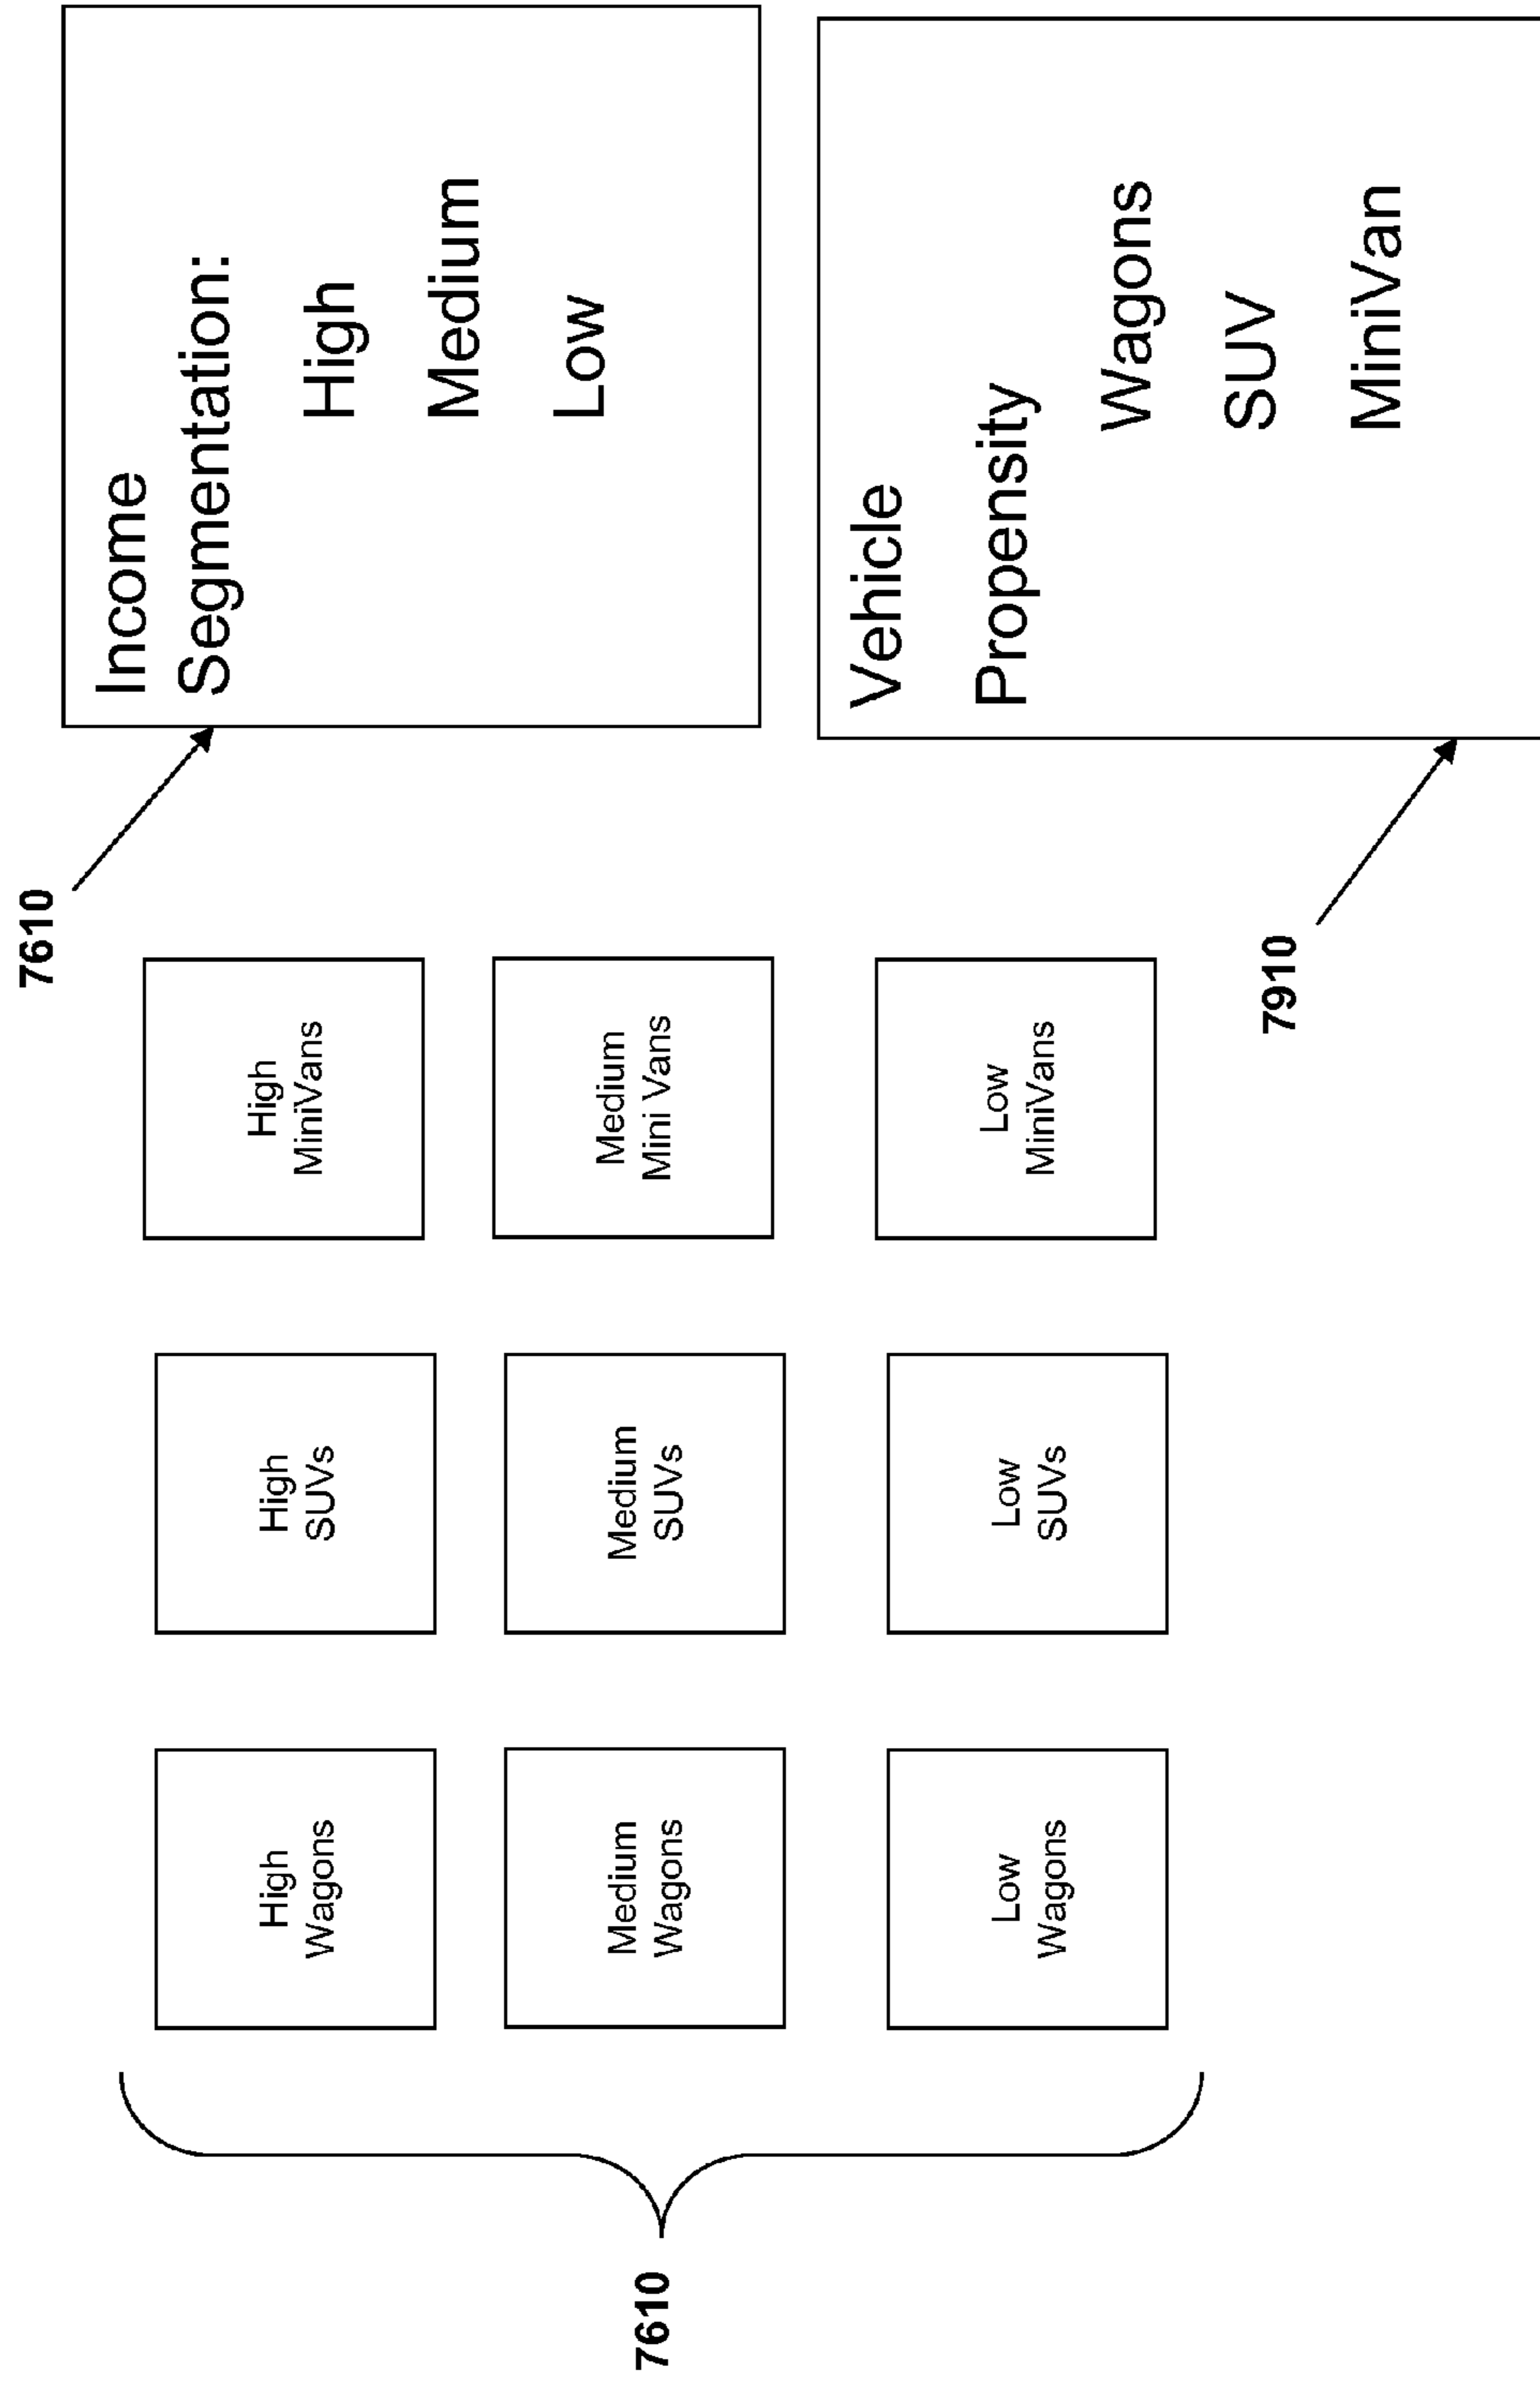 7610
High
Wagons
High
SUVs
High
MiniVans
Medium
Wagons
Medium
SUVs
Medium
Mini Vans
Low
Wagons
Low
SUVs
Low
MiniVans
7610
Income
Segmentation:
High
Medium
Low
7910
Vehicle
Propensity
Wagons
SUV
MiniVan